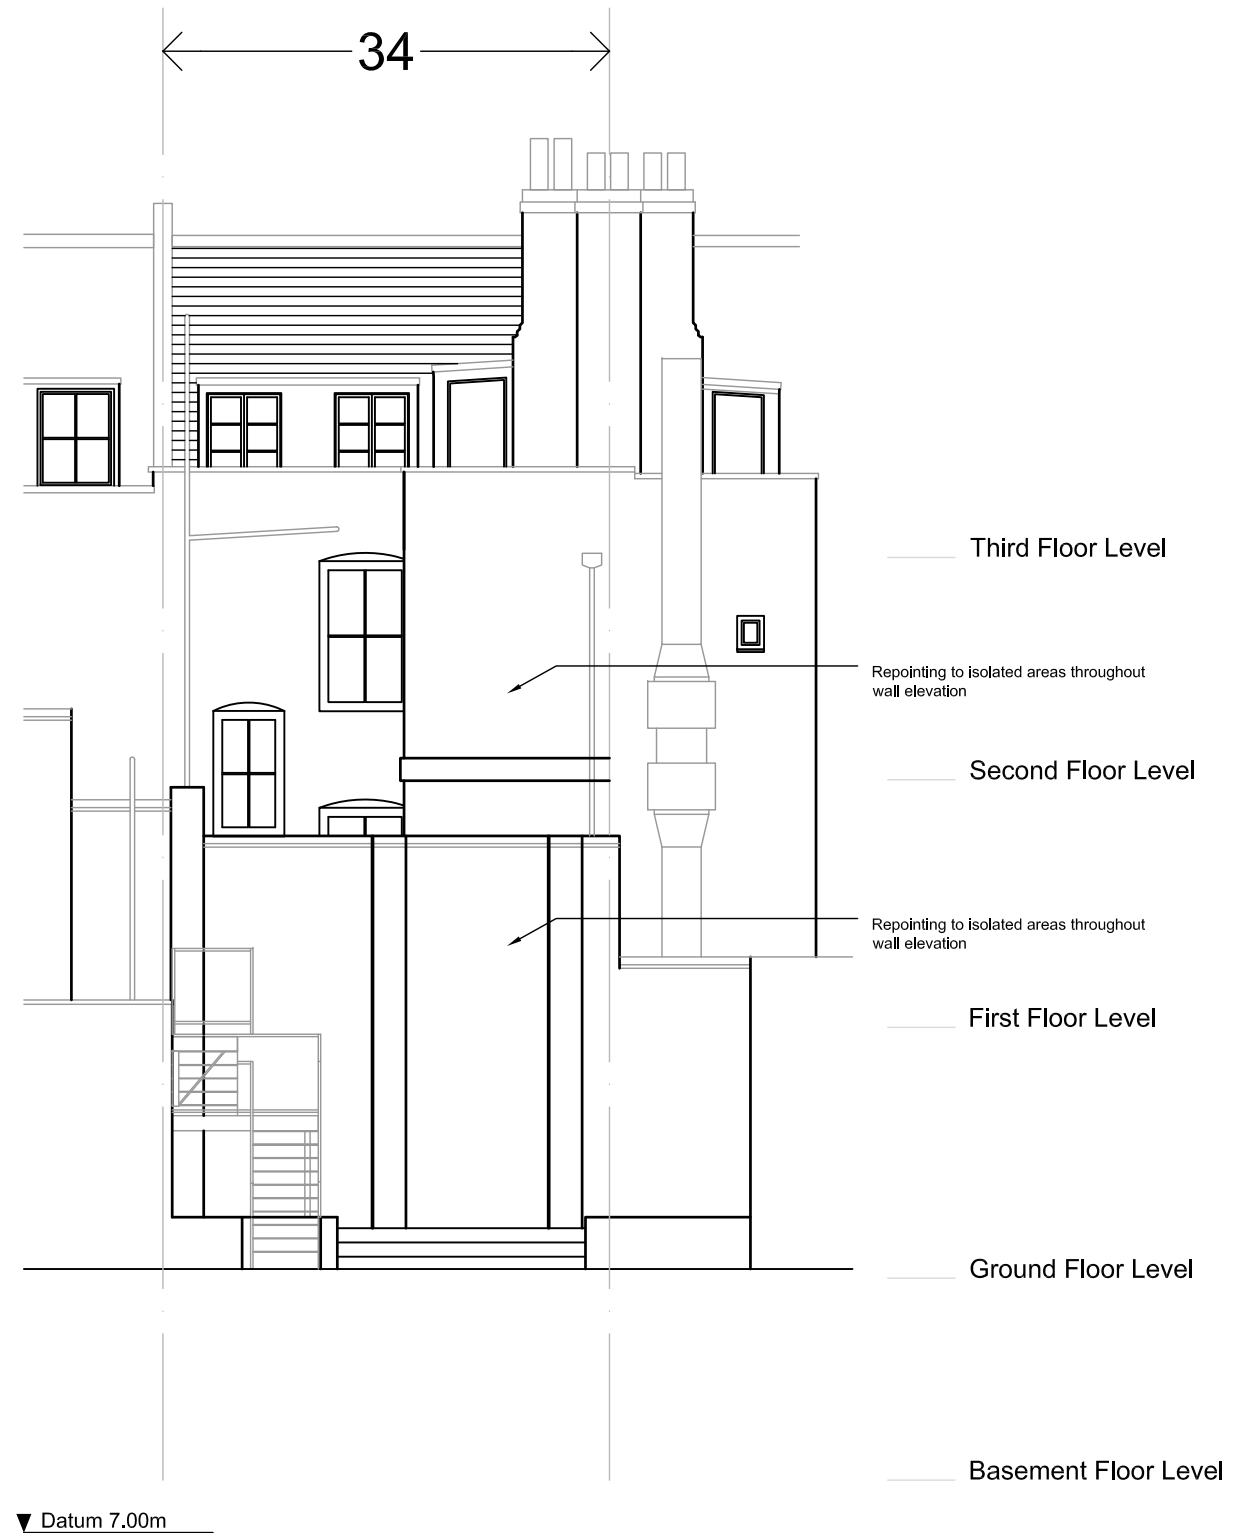 34
Third Floor Level
Repointing to isolated areas throughout
wall elevation
Second Floor Level
Repointing to isolated areas throughout
wall elevation
First Floor Level
Ground Floor Level
Basement Floor Level
Datum 7.00m